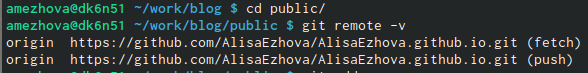 amezhova@dk6n51 ~/work/blog $ cd public/
amezhova@dk6n51 ~/work/blog/public $ git remote -v
origin  https://github.com/AlisaEzhova/AlisaEzhova.github.io.git (fetch)
origin  https://github.com/AlisaEzhova/AlisaEzhova.github.io.git (push)